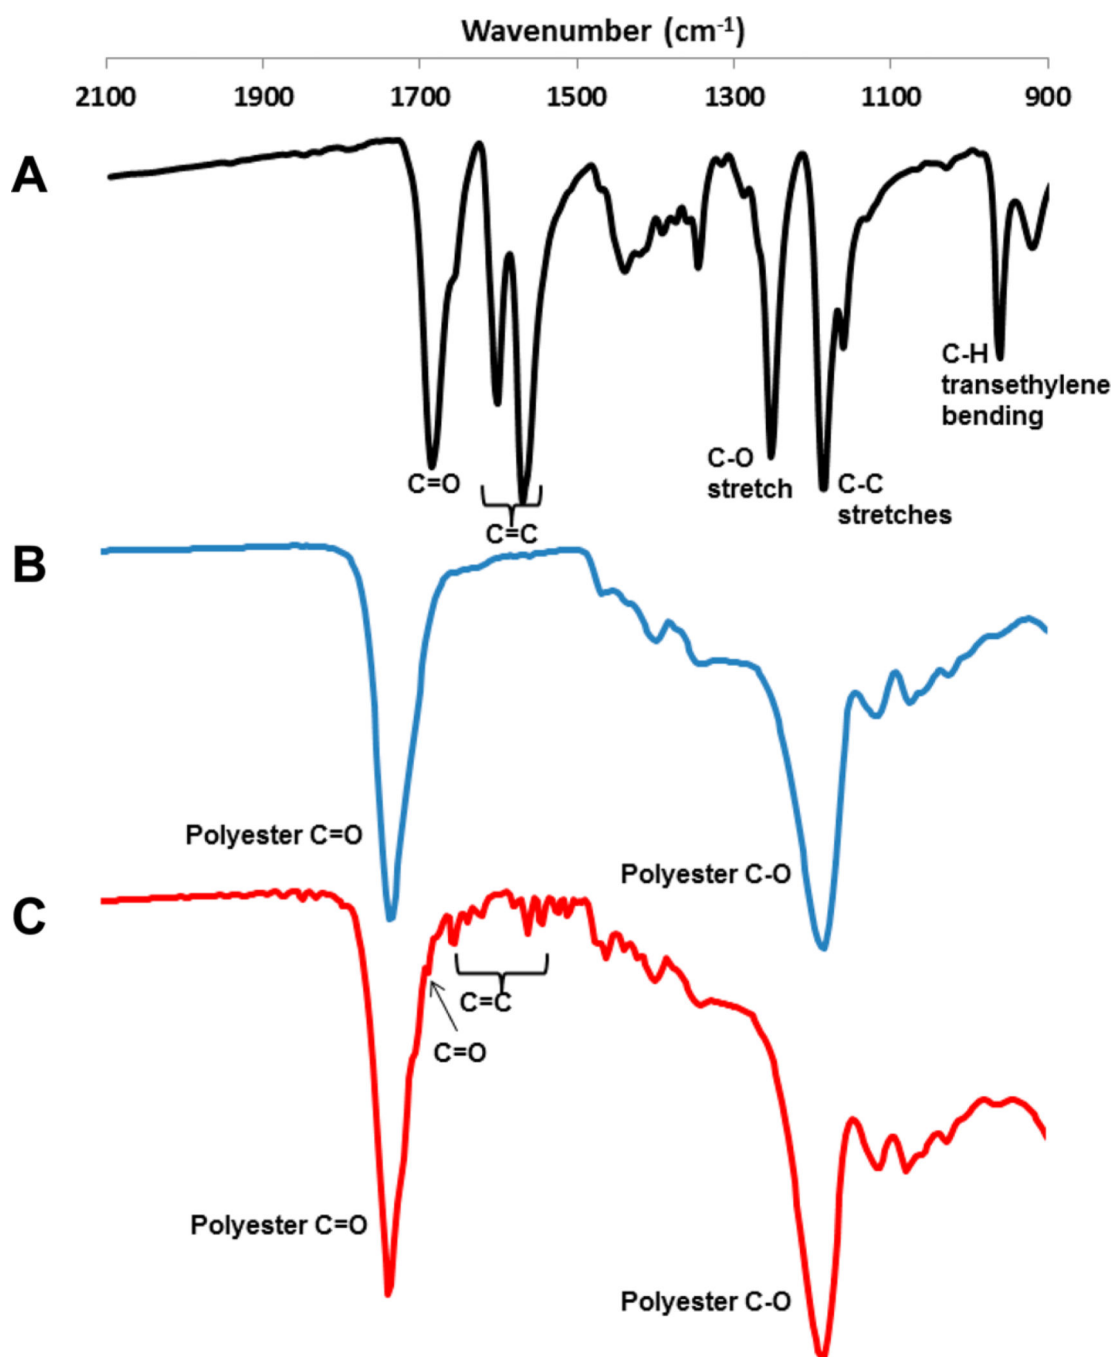 Wavenumber (cm-1)
2100 1900 1700 1500 1300 1100 900
A
C=O
C=C
C-O
stretch
C-C
stretches
C-H
transethylene
bending
B
Polyester C=O
Polyester C-O
C
C=C
C=O
Polyester C=O
Polyester C-O